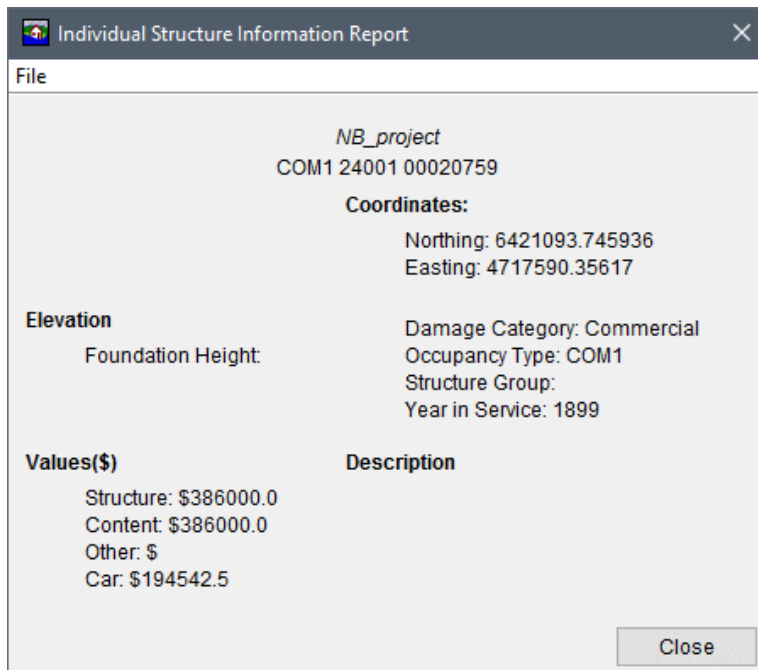 Individual Structure Information Report
File
NB_project
COM1 24001 00020759
Coordinates:
Northing: 6421093.745936
Easting: 4717590.35617
Elevation
Foundation Height:
Damage Category: Commercial
Occupancy Type: COM1
Structure Group:
Year in Service: 1899
Values($)
Structure: $386000.0
Content: $386000.0
Other: $
Car: $194542.5
Description
Close